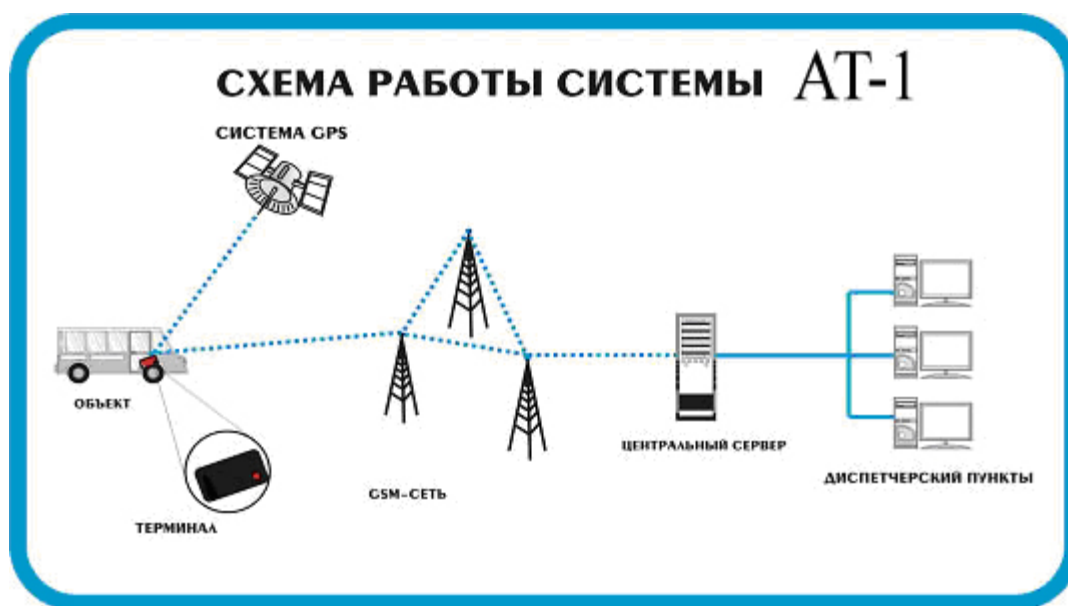 СХЕМА РАБОТЫ СИСТЕМЫ АТ-1
СИСТЕМА GPS
ОБЪЕКТ
ТЕРМИНАЛ
GSM-СЕТЬ
ЦЕНТРАЛЬНЫЙ СЕРВЕР
ДИСПЕТЧЕРСКИЙ ПУНКТЫ